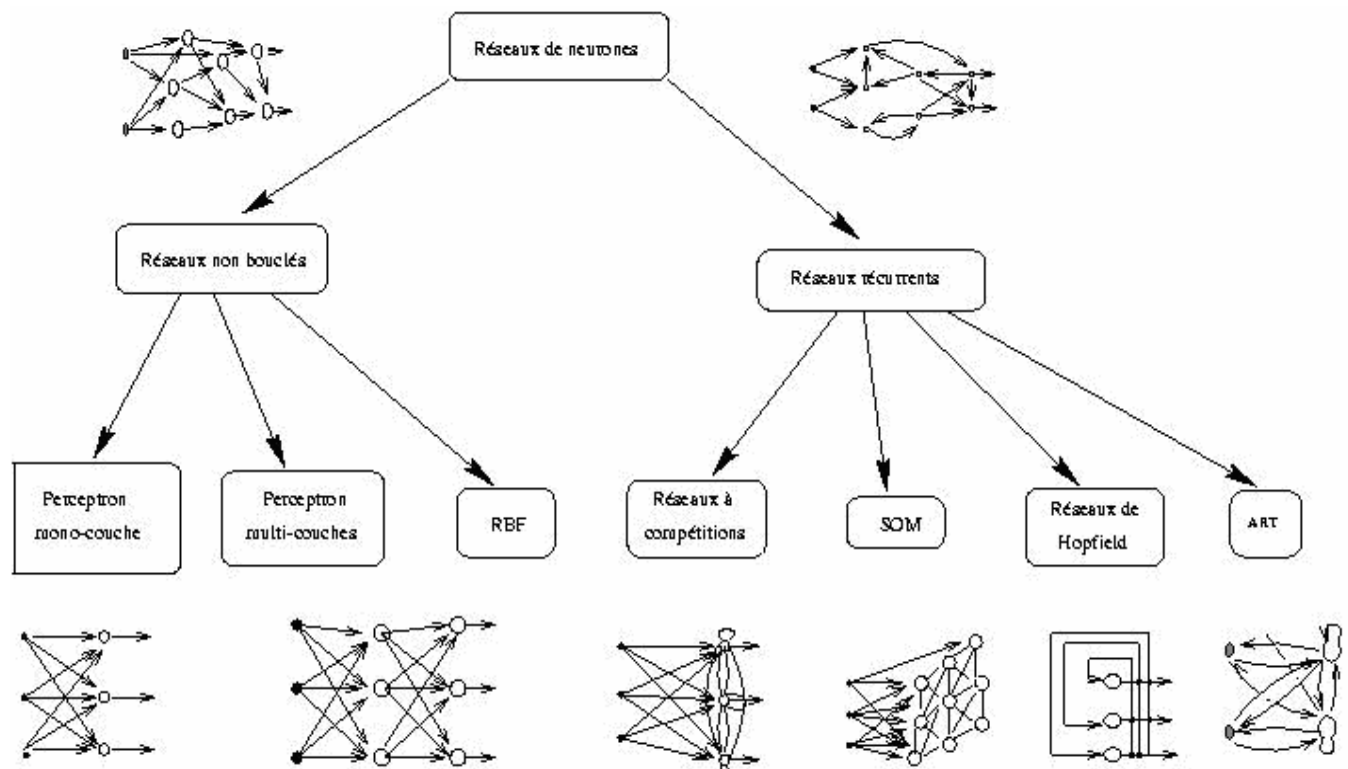 Réseaux de neurones
Réseaux non bouclés
Réseaux récurrents
Perceptron
mono-couche
Perceptron
multi-couches
RBF
Réseaux à
compétitions
SOM
Réseaux de
Hopfield
ART